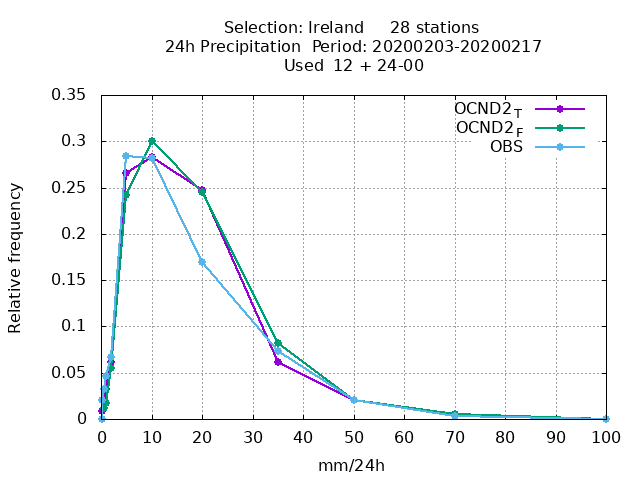 Selection: Ireland     28 stations
24h Precipitation  Period: 20200203-20200217
Used  12 + 24-00
OCND2T
OCND2F
OBS
0.35
0.3
0.25
0.2
0.15
0.1
0.05
0
Relative frequency
0 10 20 30 40 50 60 70 80 90 100
mm/24h